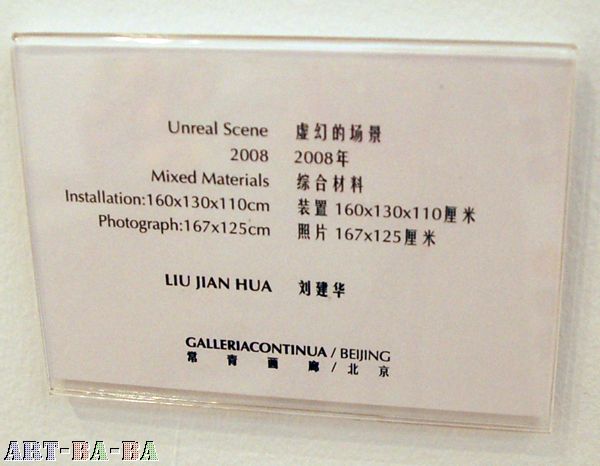 Unreal Scene 虚幻的场景
2008 2008年
Mixed Materials 综合材料
Installation:160x130x110cm 装置 160x130x110厘米
Photograph:167x125cm 照片 167x125厘米
LIU JIAN HUA 刘建华
GALLERIACONTINUA / BEIJING
常青画廊 / 北京
ART-BA-BA